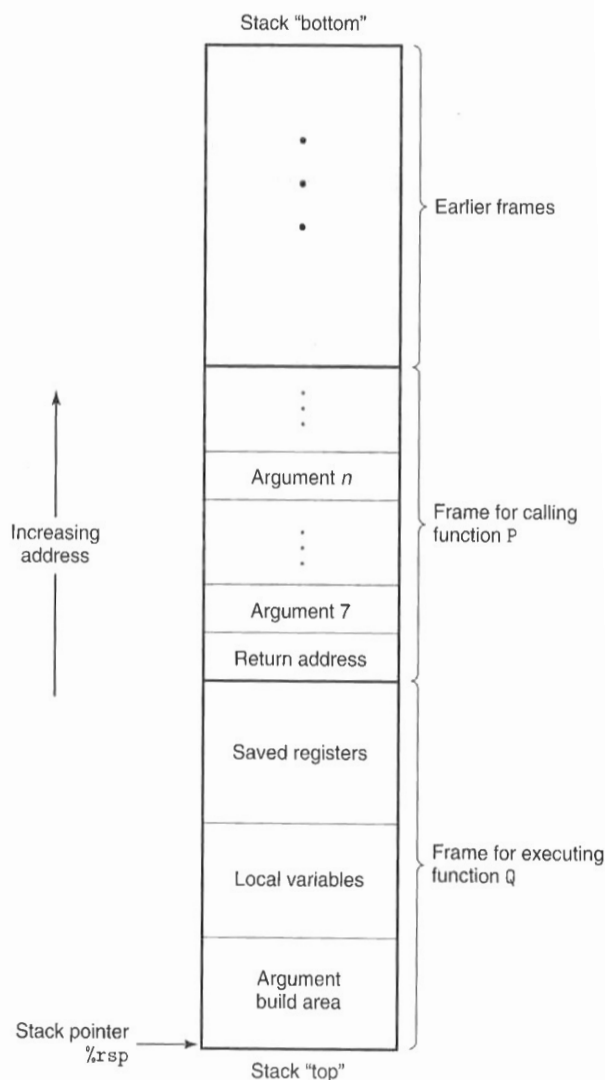 Stack “bottom”
Earlier frames
Increasing
address
Argument n
Frame for calling
function P
Argument 7
Return address
Saved registers
Local variables
Frame for executing
function Q
Argument
build area
Stack pointer
%rsp
Stack “top”